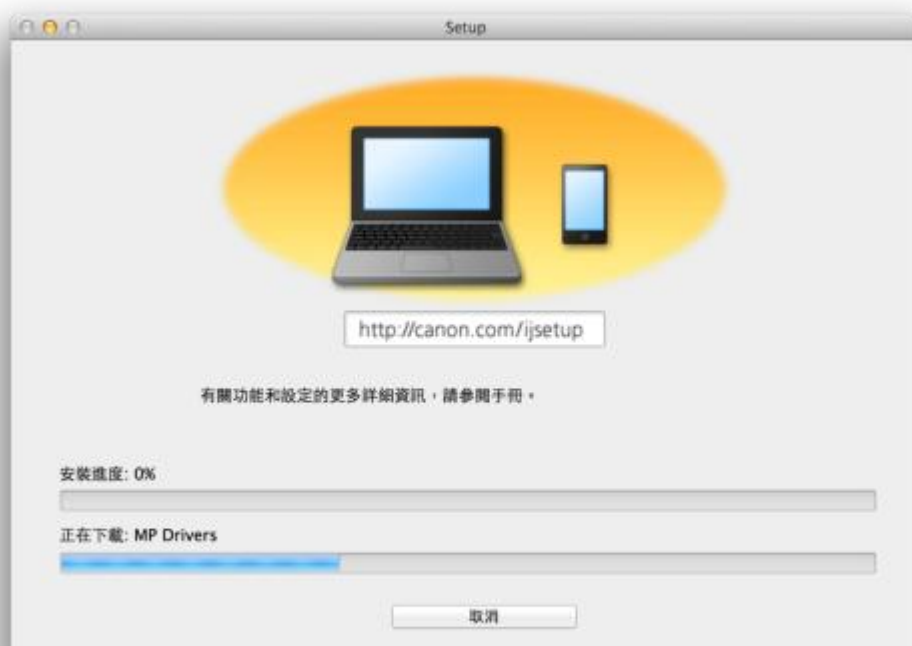 Setup
http://canon.com/ijsetup
有關功能和設定的更多詳細資訊，請參閱手冊。
安裝進度: 0%
正在下載: MP Drivers
取消